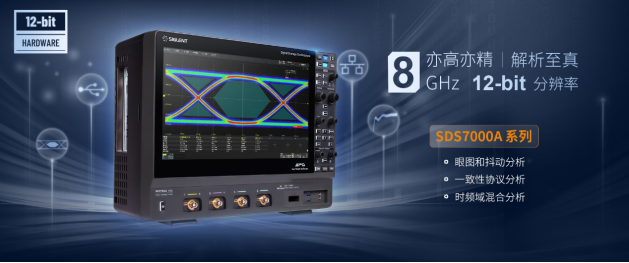 12-bit
HARDWARE
SIGLENT
8
亦高亦精｜解析至真
GHz 12-bit 分辨率
SDS7000A 系列
眼图和抖动分析
一致性协议分析
时频域混合分析